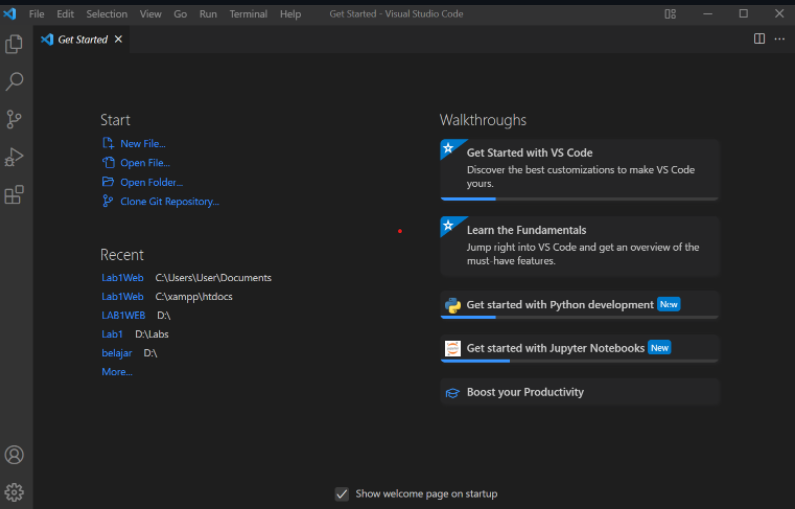 File Edit Selection View Go Run Terminal Help Get Started - Visual Studio Code
Get Started
Start
New File...
Open File...
Open Folder...
Clone Git Repository...
Recent
Lab1Web C:\Users\User\Documents
Lab1Web C:\xampp\htdocs
LAB1WEB D:\
Lab1 D:\Labs
belajar D:\
More...
Walkthroughs
Get Started with VS Code
Discover the best customizations to make VS Code
yours.
Learn the Fundamentals
Jump right into VS Code and get an overview of the
must-have features.
Get started with Python development New
Get started with Jupyter Notebooks New
Boost your Productivity
Show welcome page on startup